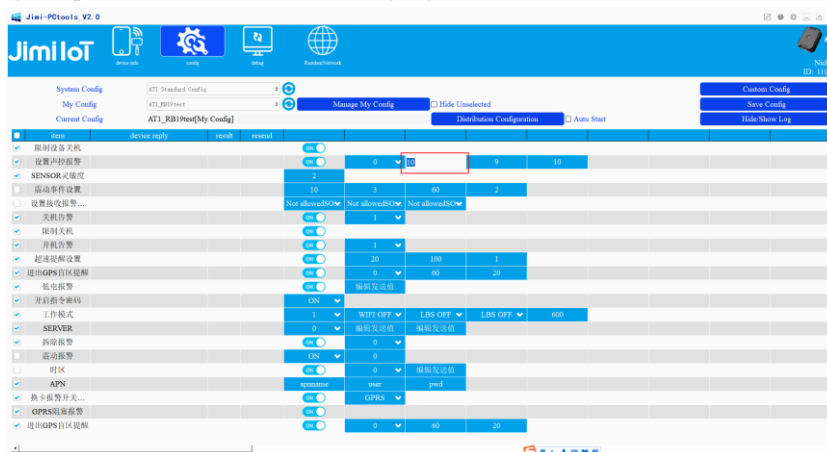 Jimi-PCtools_V2.0
Jimi IoT
device info config debug ResidentNetwork
System Config AT1 Standard Config Custom Config
My Config AT1_RB19test Manage My Config Hide Unselected Save Config
Current Config AT1_RB19test[My Config] Distribution Configuration Auto Start Hide/Show Log
item device reply result resend
限制设备关机 ON
设置声控报警 ON 0 10 9 10
SENSOR灵敏度 2
震动事件设置 10 3 60 2
设置接收报警... Not allowedSO Not allowedSO Not allowedSO
关机告警 ON 1
限制关机 ON
开机告警 ON 1
超速提醒设置 ON 20 100 1
进出GPS盲区提醒 ON 0 60 20
低电报警 ON 编辑发送值
开启指令密码 ON
工作模式 1 WIFI OFF LBS OFF LBS OFF 600
SERVER 0 编辑发送值 编辑发送值
拆除报警 ON 0
震动报警 ON 0
时区 ON 0 编辑发送值
APN apnname user pwd
换卡报警开关... ON GPRS
GPRS阻塞报警 ON
进出GPS盲区提醒 ON 0 60 20